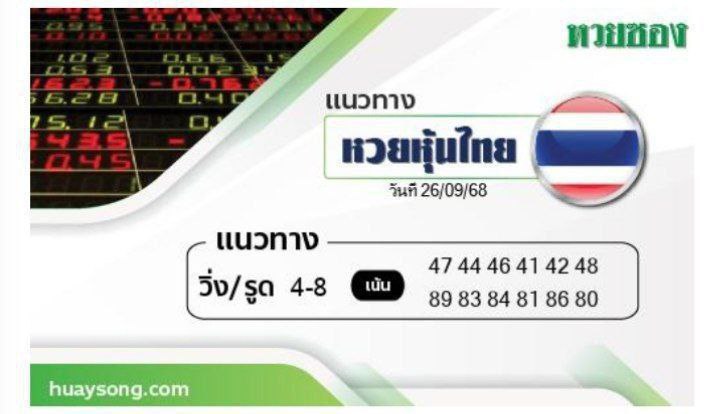 หวยซอง
แนวทาง
หวยหุ้นไทย
วันที่ 26/09/68
แนวทาง
วิ่ง/รูด 4-8
เน้น
47 44 46 41 42 48
89 83 84 81 86 80
huaysong.com